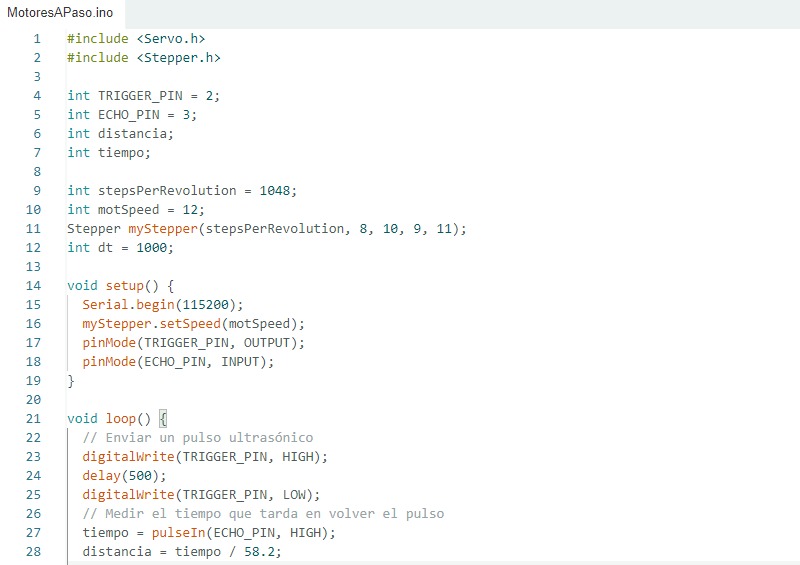 MotoresAPaso.ino
1 #include <Servo.h>
2 #include <Stepper.h>
3
4 int TRIGGER_PIN = 2;
5 int ECHO_PIN = 3;
6 int distancia;
7 int tiempo;
8
9 int stepsPerRevolution = 1048;
10 int motSpeed = 12;
11 Stepper myStepper(stepsPerRevolution, 8, 10, 9, 11);
12 int dt = 1000;
13
14 void setup() {
15   Serial.begin(115200);
16   myStepper.setSpeed(motSpeed);
17   pinMode(TRIGGER_PIN, OUTPUT);
18   pinMode(ECHO_PIN, INPUT);
19 }
20
21 void loop() {
22   // Enviar un pulso ultrasónico
23   digitalWrite(TRIGGER_PIN, HIGH);
24   delay(500);
25   digitalWrite(TRIGGER_PIN, LOW);
26   // Medir el tiempo que tarda en volver el pulso
27   tiempo = pulseIn(ECHO_PIN, HIGH);
28   distancia = tiempo / 58.2;